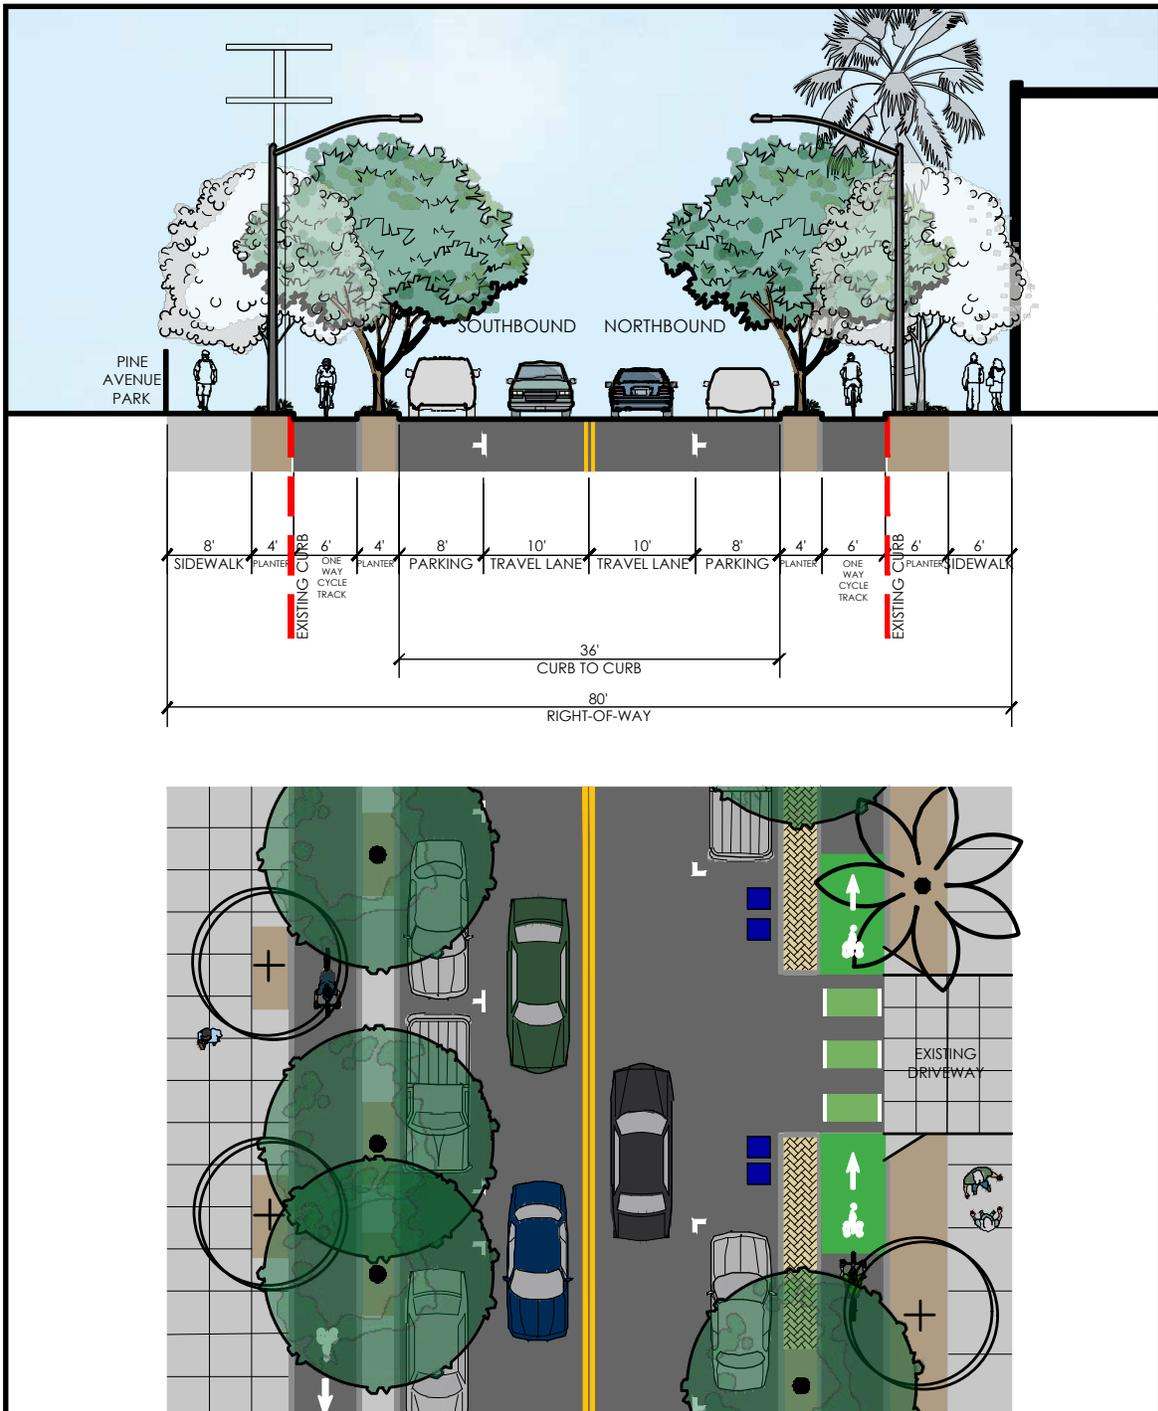 SOUTHBOUND NORTHBOUND
PINE
AVENUE
PARK
8' 4' 6' 4' 8' 10' 10' 8' 4' 6' 6' 6'
SIDEWALK PLANTER ONE PLANTER PARKING TRAVEL LANE TRAVEL LANE PARKING PLANTER ONE PLANTER SIDEWALK
WAY WAY
CYCLE CYCLE
TRACK TRACK
EXISTING CURB
EXISTING CURB
36'
CURB TO CURB
80'
RIGHT-OF-WAY
EXISTING
DRIVEWAY